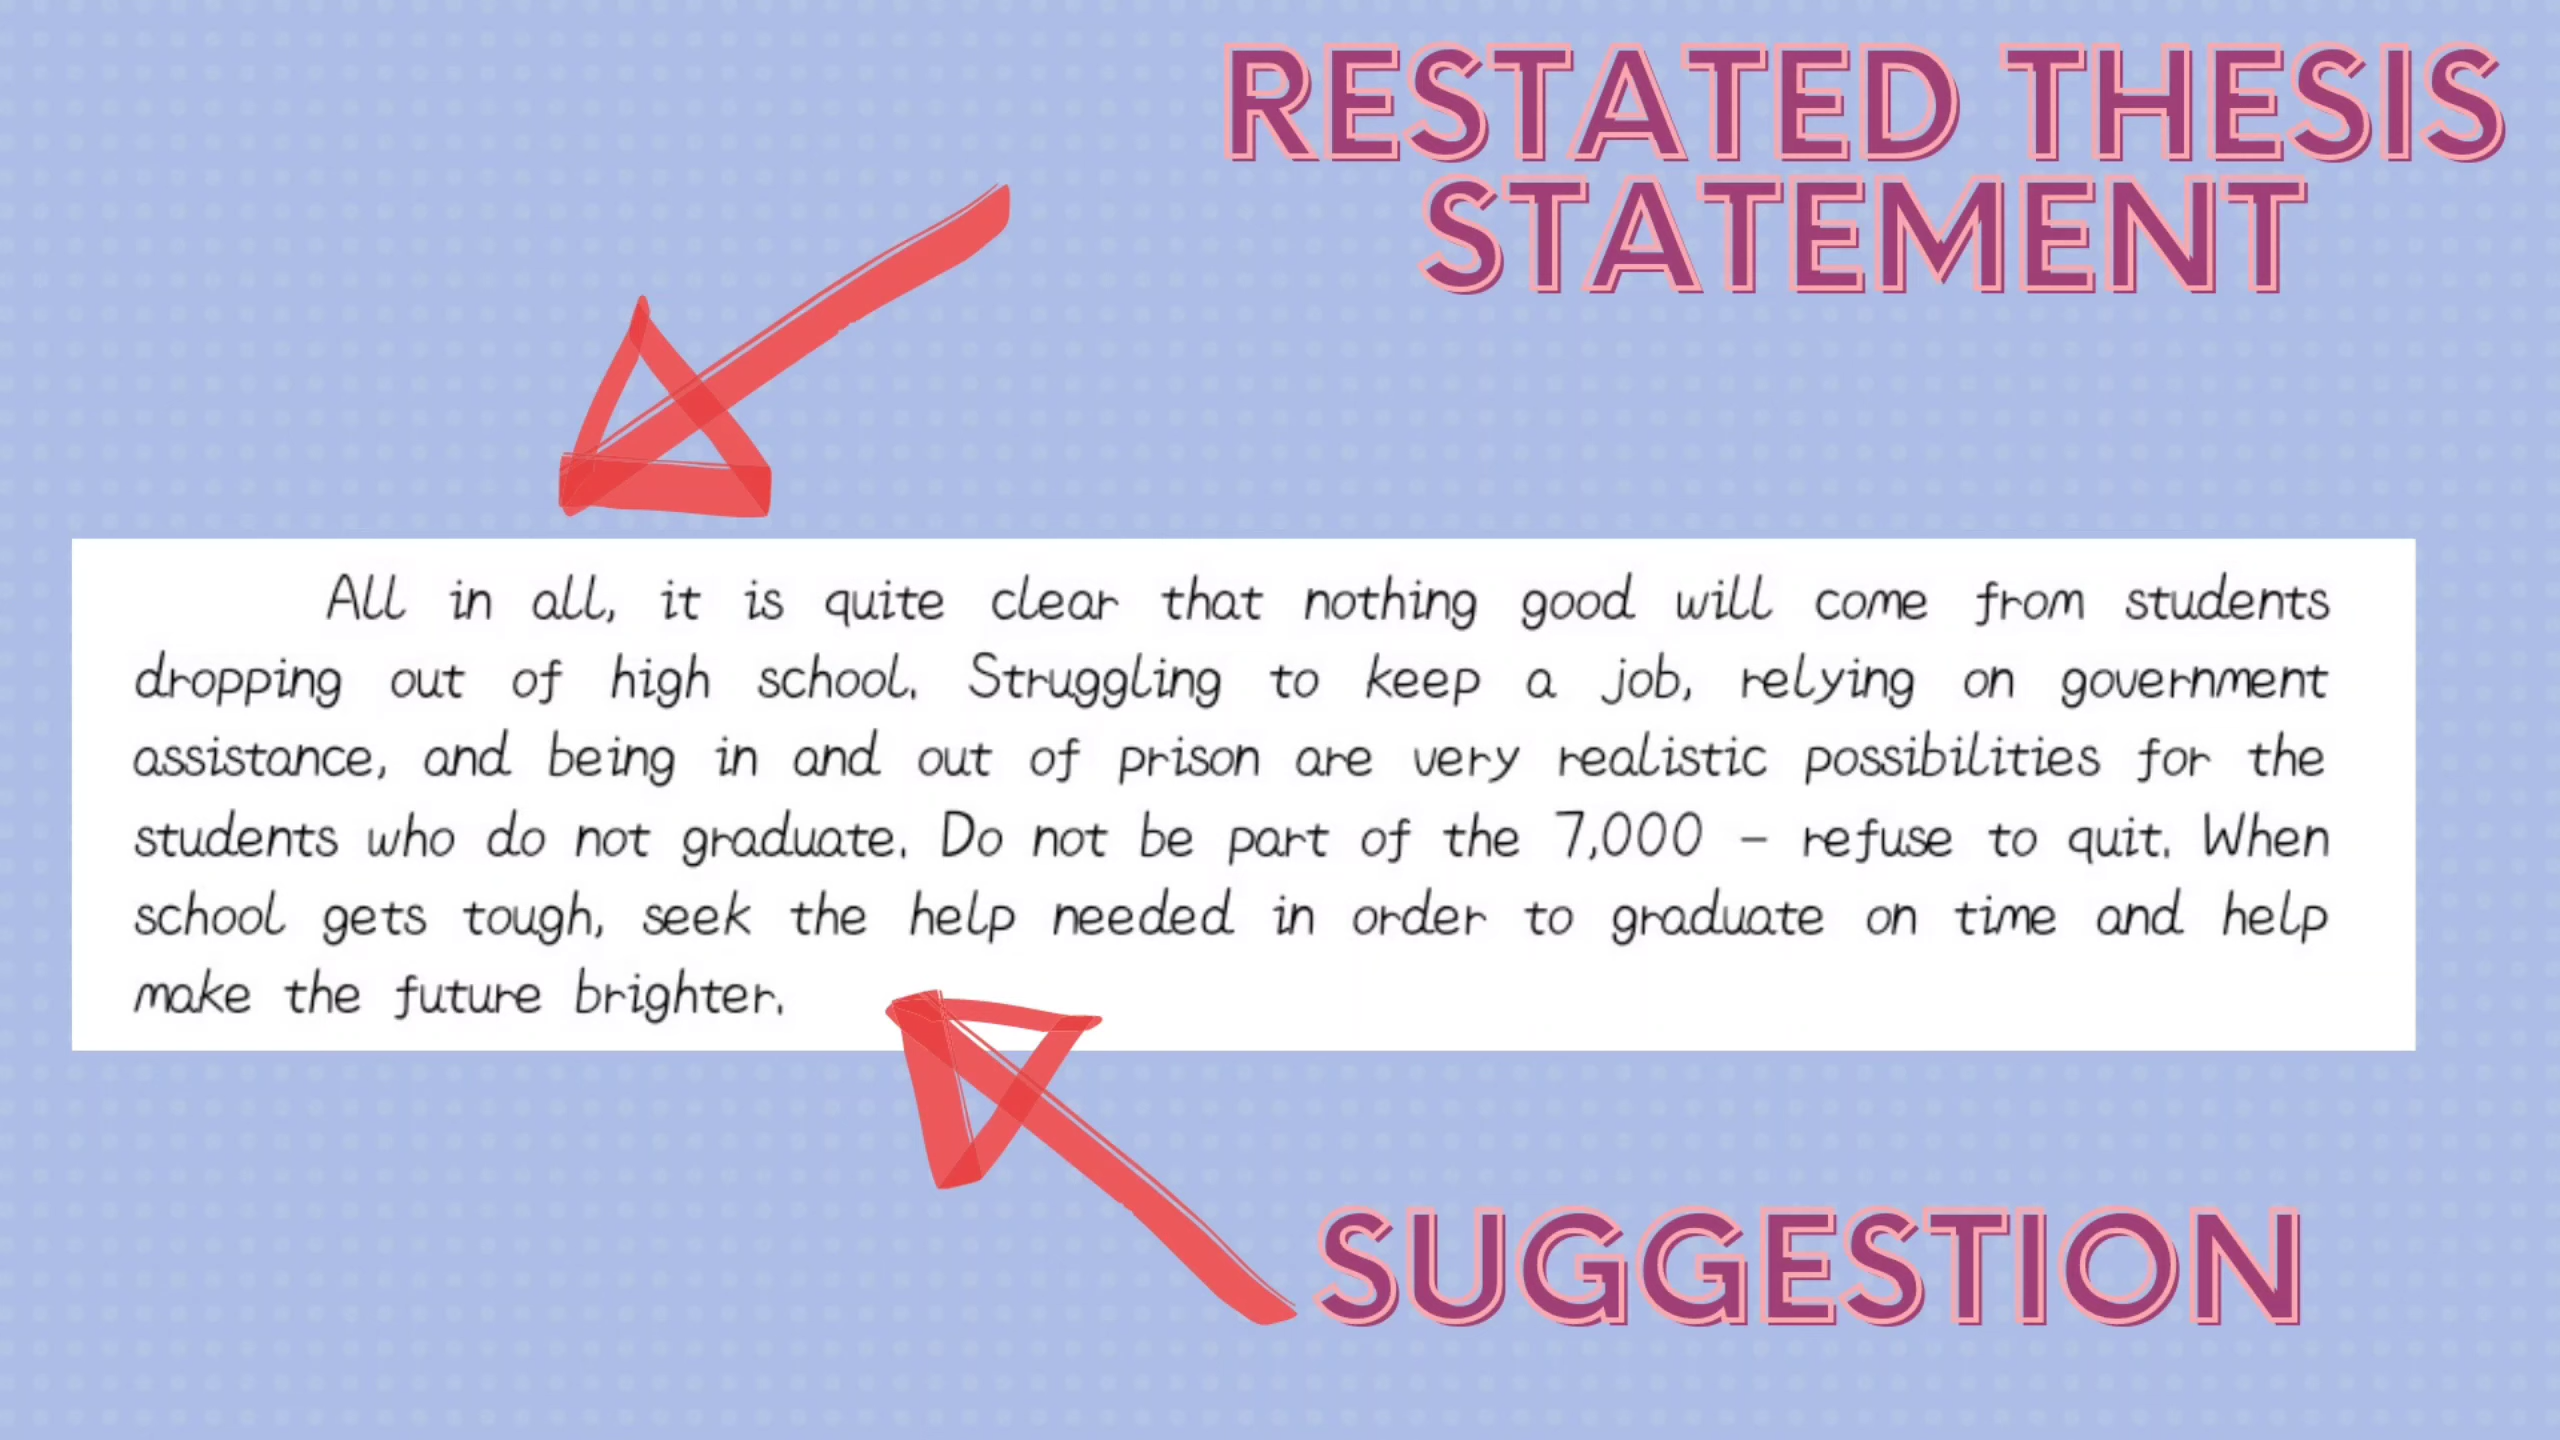 RESTATED THESIS
STATEMENT
All in all, it is quite clear that nothing good will come from students
dropping out of high school. Struggling to keep a job, relying on government
assistance, and being in and out of prison are very realistic possibilities for the
students who do not graduate. Do not be part of the 7,000 – refuse to quit. When
school gets tough, seek the help needed in order to graduate on time and help
make the future brighter.
SUGGESTION